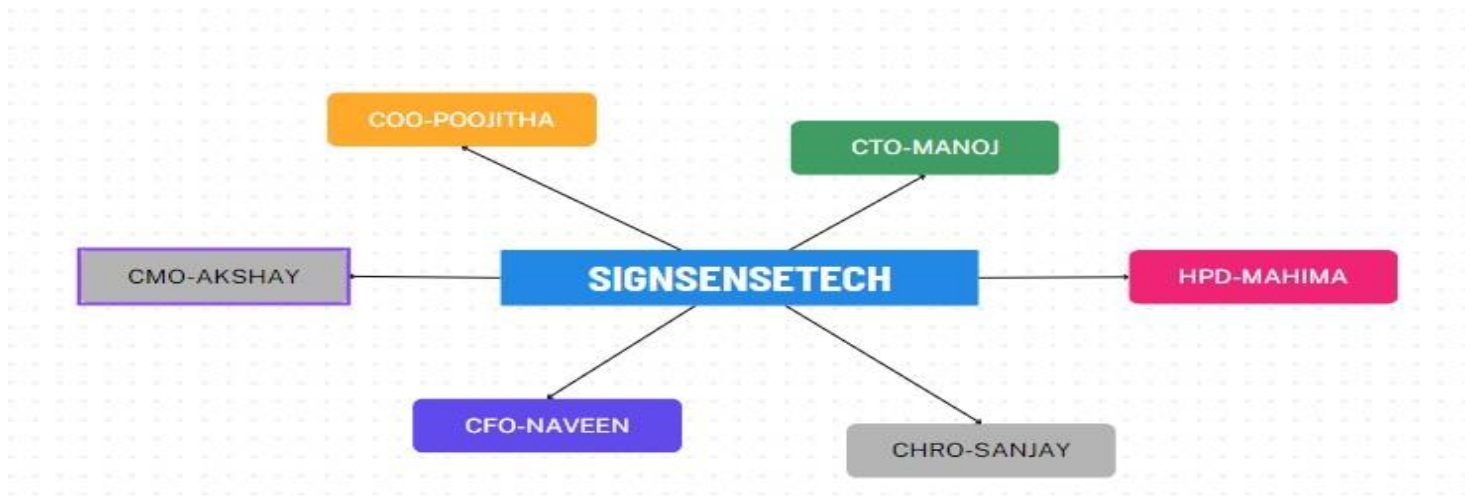 COO-POOJITHA
CTO-MANOJ
CMO-AKSHAY
SIGNSENSETECH
HPD-MAHIMA
CFO-NAVEEN
CHRO-SANJAY